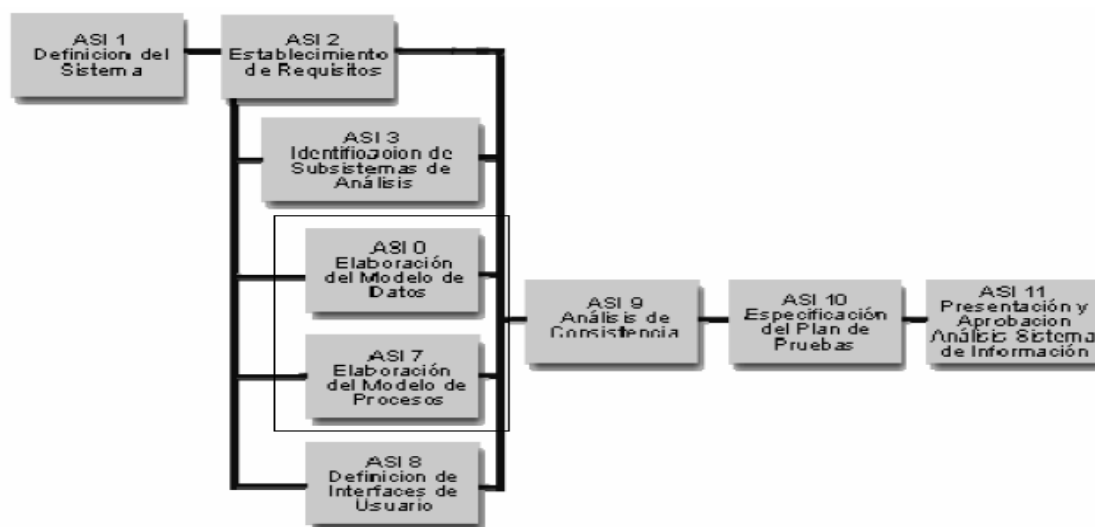 ASI 1
Definicion del
Sistema
ASI 2
Establecimiento
de Requisitos
ASI 3
Identificacion de
Subsistemas de
Análisis
ASI 0
Elaboración
del Modelo de
Datos
ASI 7
Elaboración
del Modelo de
Procesos
ASI 8
Definicion de
Interfaces de
Usuario
ASI 9
Análisis de
Consistencia
ASI 10
Especificación
del Plan de
Pruebas
ASI 11
Presentación y
Aprobacion
Análisis Sistema
de Información